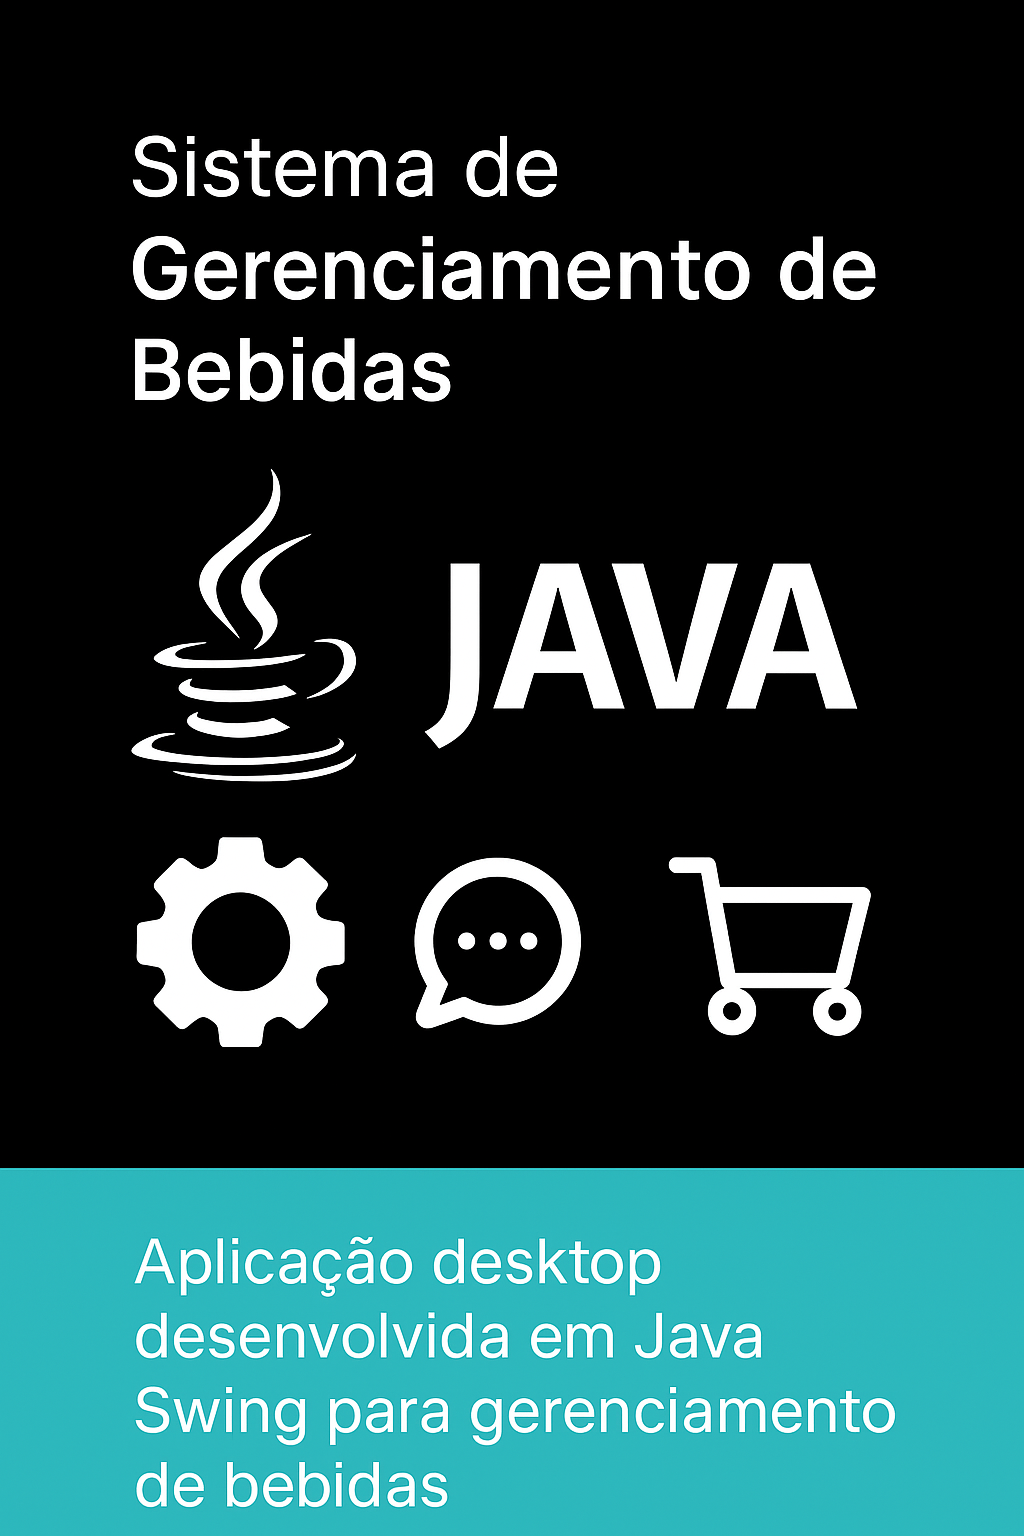 Sistema de
Gerenciamento de
Bebidas
JAVA
Aplicação desktop
desenvolvida em Java
Swing para gerenciamento
de bebidas